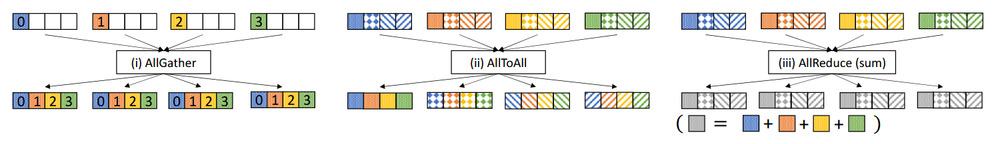 0 1 2 3
(i) AllGather
0 1 2 3 0 1 2 3 0 1 2 3 0 1 2 3
(ii) AllToAll
(iii) AllReduce (sum)
( = + + + )